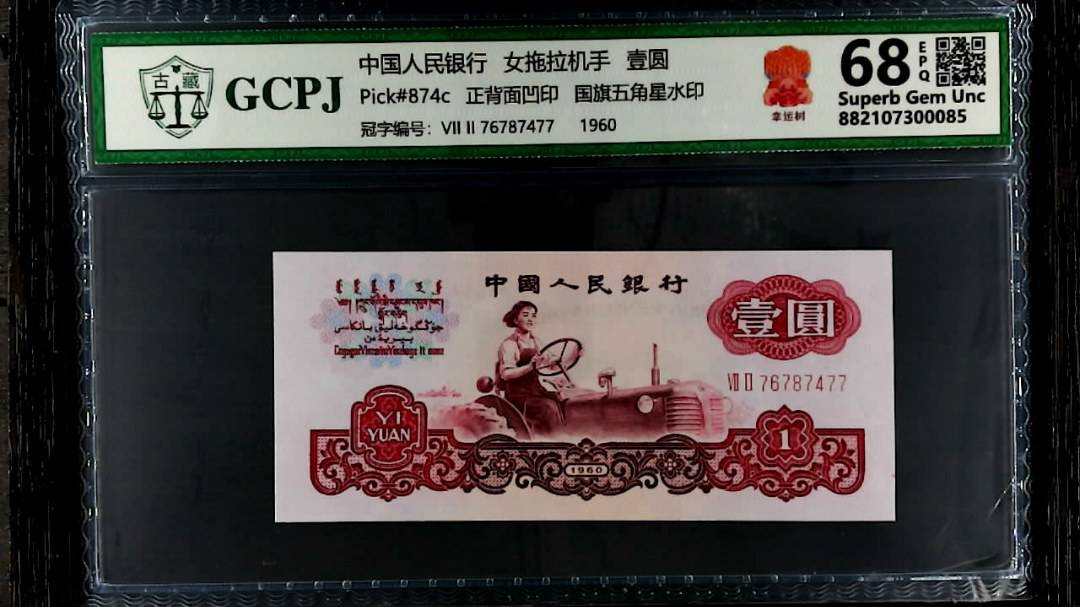 古藏
GCPJ
中国人民银行 女拖拉机手 壹圆
Pick#874c 正背面凹印 国旗五角星水印
冠字编号: VII II 76787477 1960
幸运树
68 EPQ
Superb Gem Unc
882107300085
中國人民銀行
壹圓
VII II 76787477
YI
YUAN
1960
1